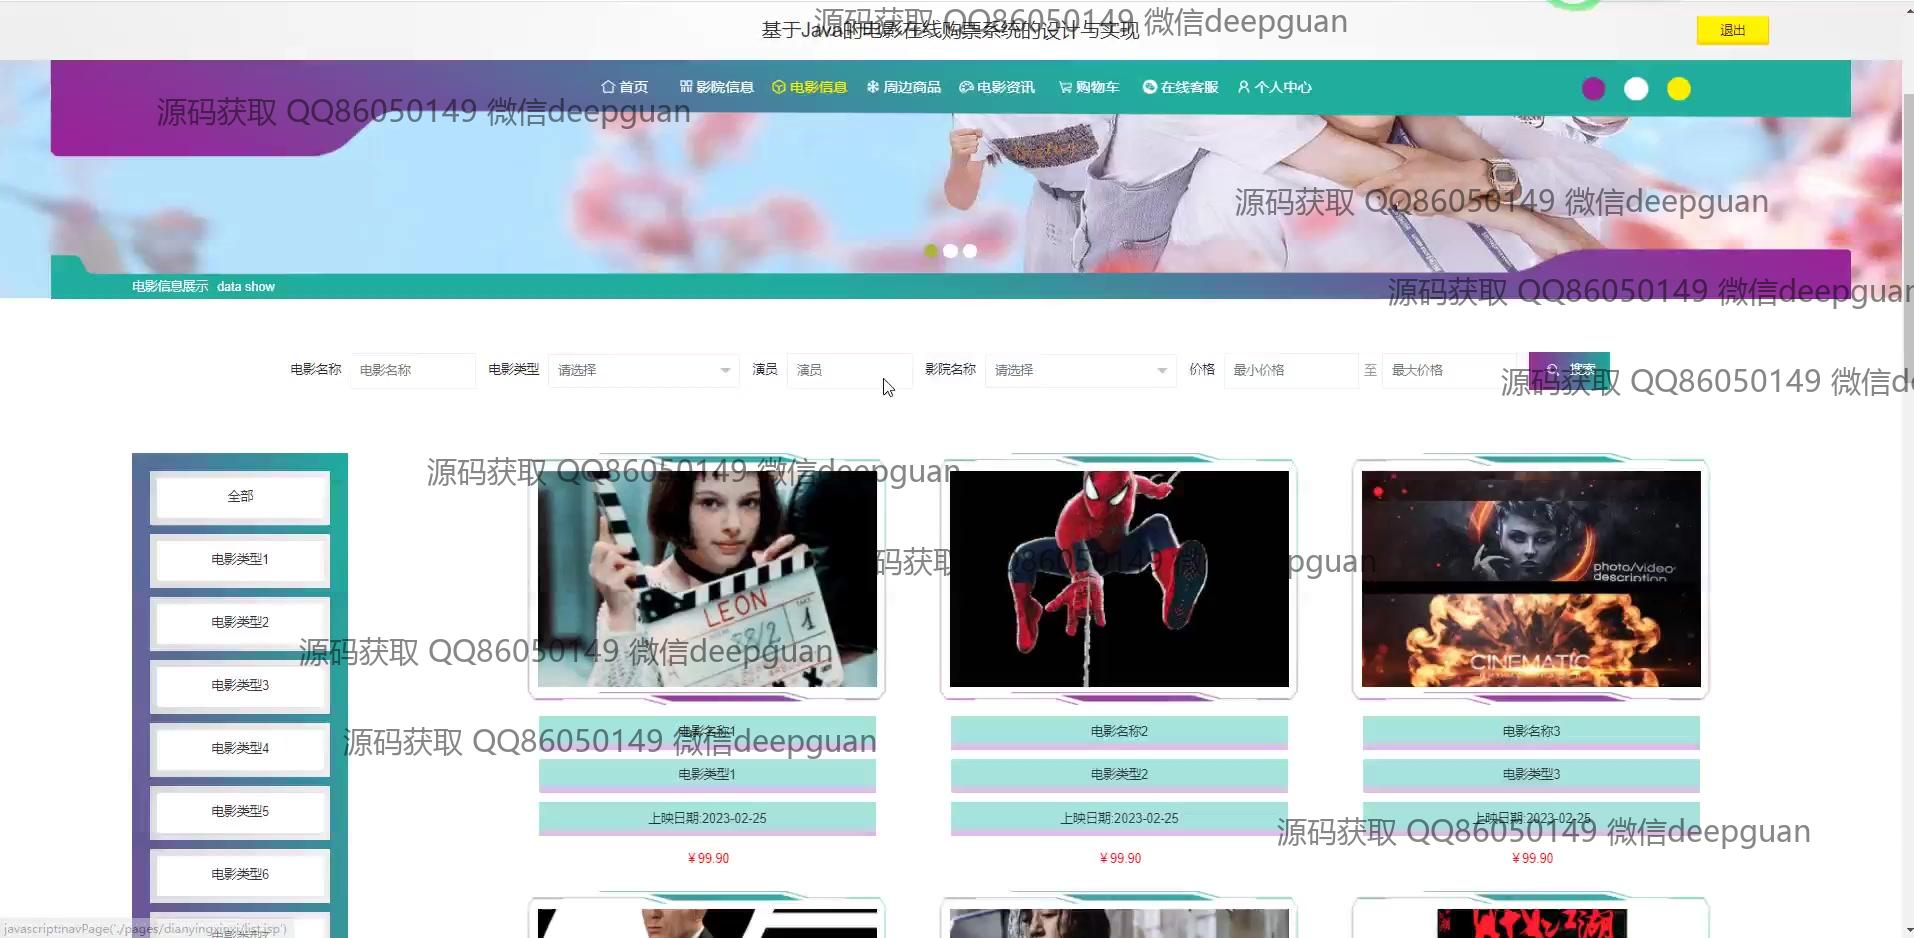 基于Java的电影在线购票系统的设计与实现
源码获取 QQ86050149 微信deepguan
退出
首页 影院信息 电影信息 周边商品 电影资讯 购物车 在线客服 个人中心
源码获取 QQ86050149 微信deepguan
源码获取 QQ86050149 微信deepguan
电影信息展示 data show
源码获取 QQ86050149 微信deepguan
电影名称 电影名称 电影类型 请选择 演员 演员 影院名称 请选择 价格 最小价格 至 最大价格 搜索
源码获取 QQ86050149 微信de
源码获取 QQ86050149 微信deepguan
全部
电影类型1
电影类型2
电影类型3
电影类型4
电影类型5
电影类型6
电影类型7
LEON
TAKE
1
photo/video
description
CINEMATIC
码获取 QQ86050149 微信deepguan
源码获取 QQ86050149 微信deepguan
源码获取 QQ86050149 微信deepguan
电影名称1 电影名称2 电影名称3
电影类型1 电影类型2 电影类型3
上映日期:2023-02-25 上映日期:2023-02-25 上映日期:2023-02-25
源码获取 QQ86050149 微信deepguan
￥99.90 ￥99.90 ￥99.90
javascript:navPage('./pages/dianyingxinxi/list.jsp')